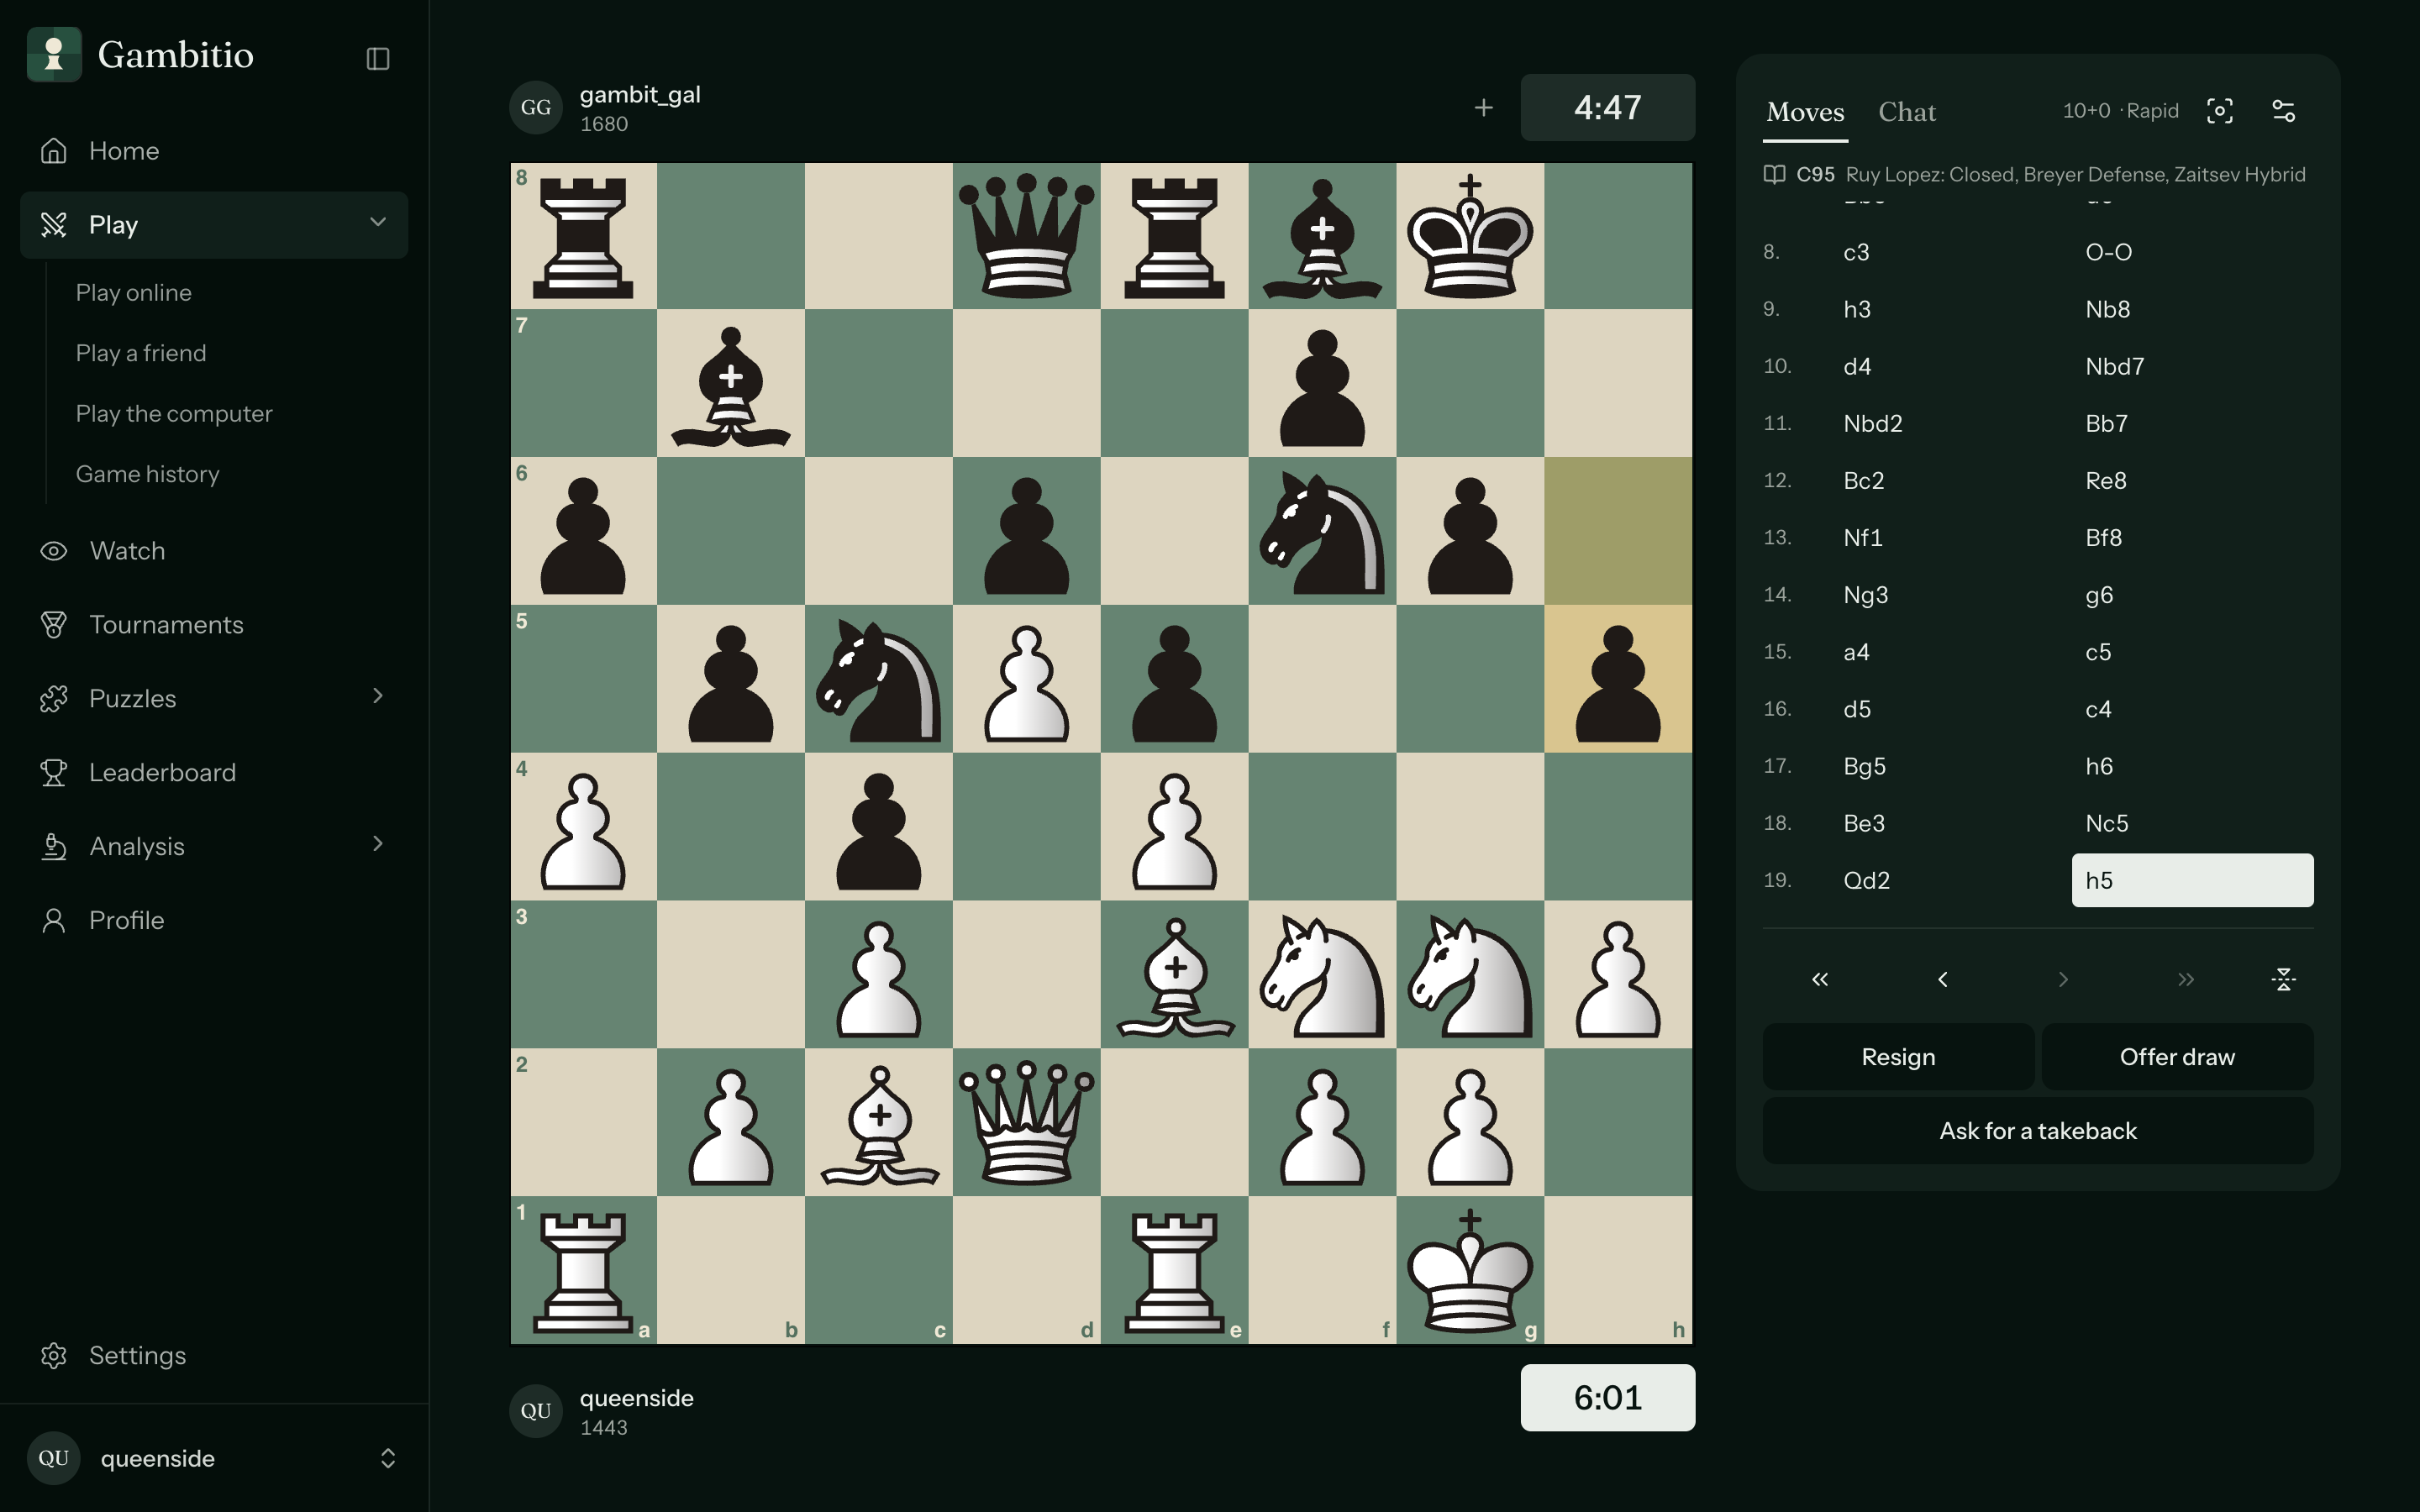 Gambitio
Home
Play
Play online
Play a friend
Play the computer
Game history
Watch
Tournaments
Puzzles
Leaderboard
Analysis
Profile
Settings
QU queenside
GG gambit_gal
1680
4:47
8
7
6
5
4
3
2
1
a b c d e f g h
QU queenside
1443
6:01
Moves Chat 10+0 · Rapid
C95 Ruy Lopez: Closed, Breyer Defense, Zaitsev Hybrid
8. c3 O-O
9. h3 Nb8
10. d4 Nbd7
11. Nbd2 Bb7
12. Bc2 Re8
13. Nf1 Bf8
14. Ng3 g6
15. a4 c5
16. d5 c4
17. Bg5 h6
18. Be3 Nc5
19. Qd2 h5
Resign Offer draw
Ask for a takeback